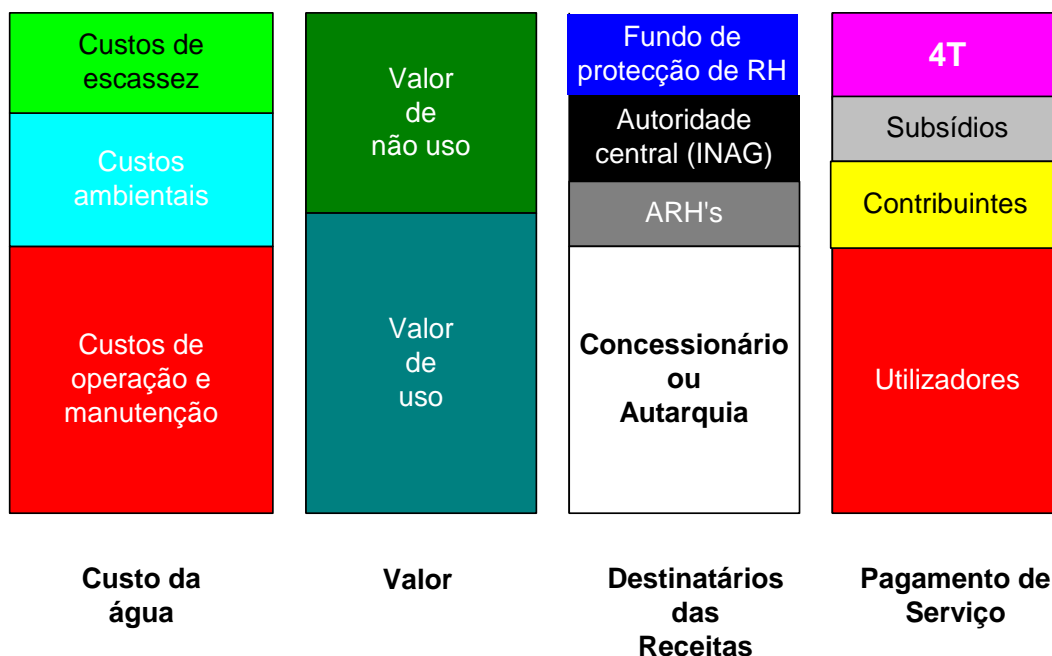 Custos de
escassez
Custos
ambientais
Custos de
operação e
manutenção
Custo da
água
Valor
de
não uso
Valor
de
uso
Valor
Fundo de
protecção de RH
Autoridade
central (INAG)
ARH's
Concessionário
ou
Autarquia
Destinatários
das
Receitas
4T
Subsídios
Contribuintes
Utilizadores
Pagamento de
Serviço